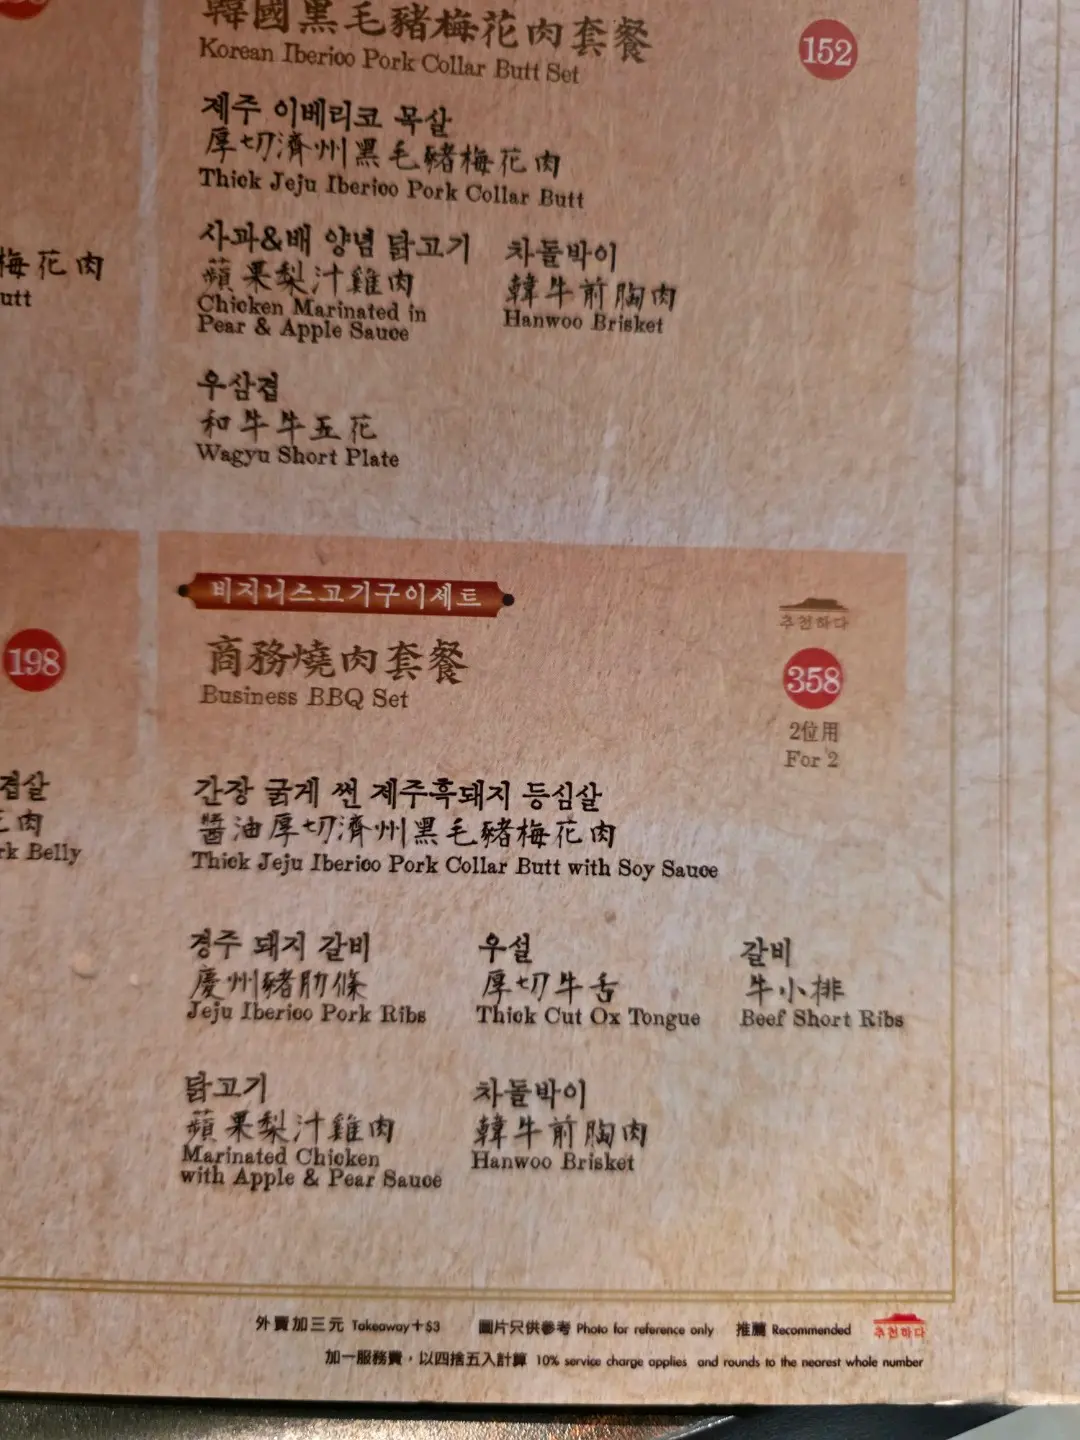 韓國黑毛豬梅花肉套餐
Korean Iberico Pork Collar Butt Set
152
제주 이베리코 목살
厚切濟州黑毛豬梅花肉
Thick Jeju Iberico Pork Collar Butt
사과&배 양념 닭고기
蘋果梨汁雞肉
Chicken Marinated in
Pear & Apple Sauce
차돌박이
韓牛前胸肉
Hanwoo Brisket
우삼겹
和牛牛五花
Wagyu Short Plate
梅花肉
utt
비지니스고기구이세트
商務燒肉套餐
Business BBQ Set
추천하다
358
2位用
For 2
간장 굵게 썬 제주흑돼지 등심살
醬油厚切濟州黑毛豬梅花肉
Thick Jeju Iberico Pork Collar Butt with Soy Sauce
경주 돼지 갈비
慶州豬肋條
Jeju Iberico Pork Ribs
우설
厚切牛舌
Thick Cut Ox Tongue
갈비
牛小排
Beef Short Ribs
닭고기
蘋果梨汁雞肉
Marinated Chicken
with Apple & Pear Sauce
차돌박이
韓牛前胸肉
Hanwoo Brisket
198
겹살
肉
rk Belly
外賣加三元 Takeaway+$3
圖片只供參考 Photo for reference only
推薦 Recommended
추천하다
加一服務費，以四捨五入計算 10% service charge applies and rounds to the nearest whole number